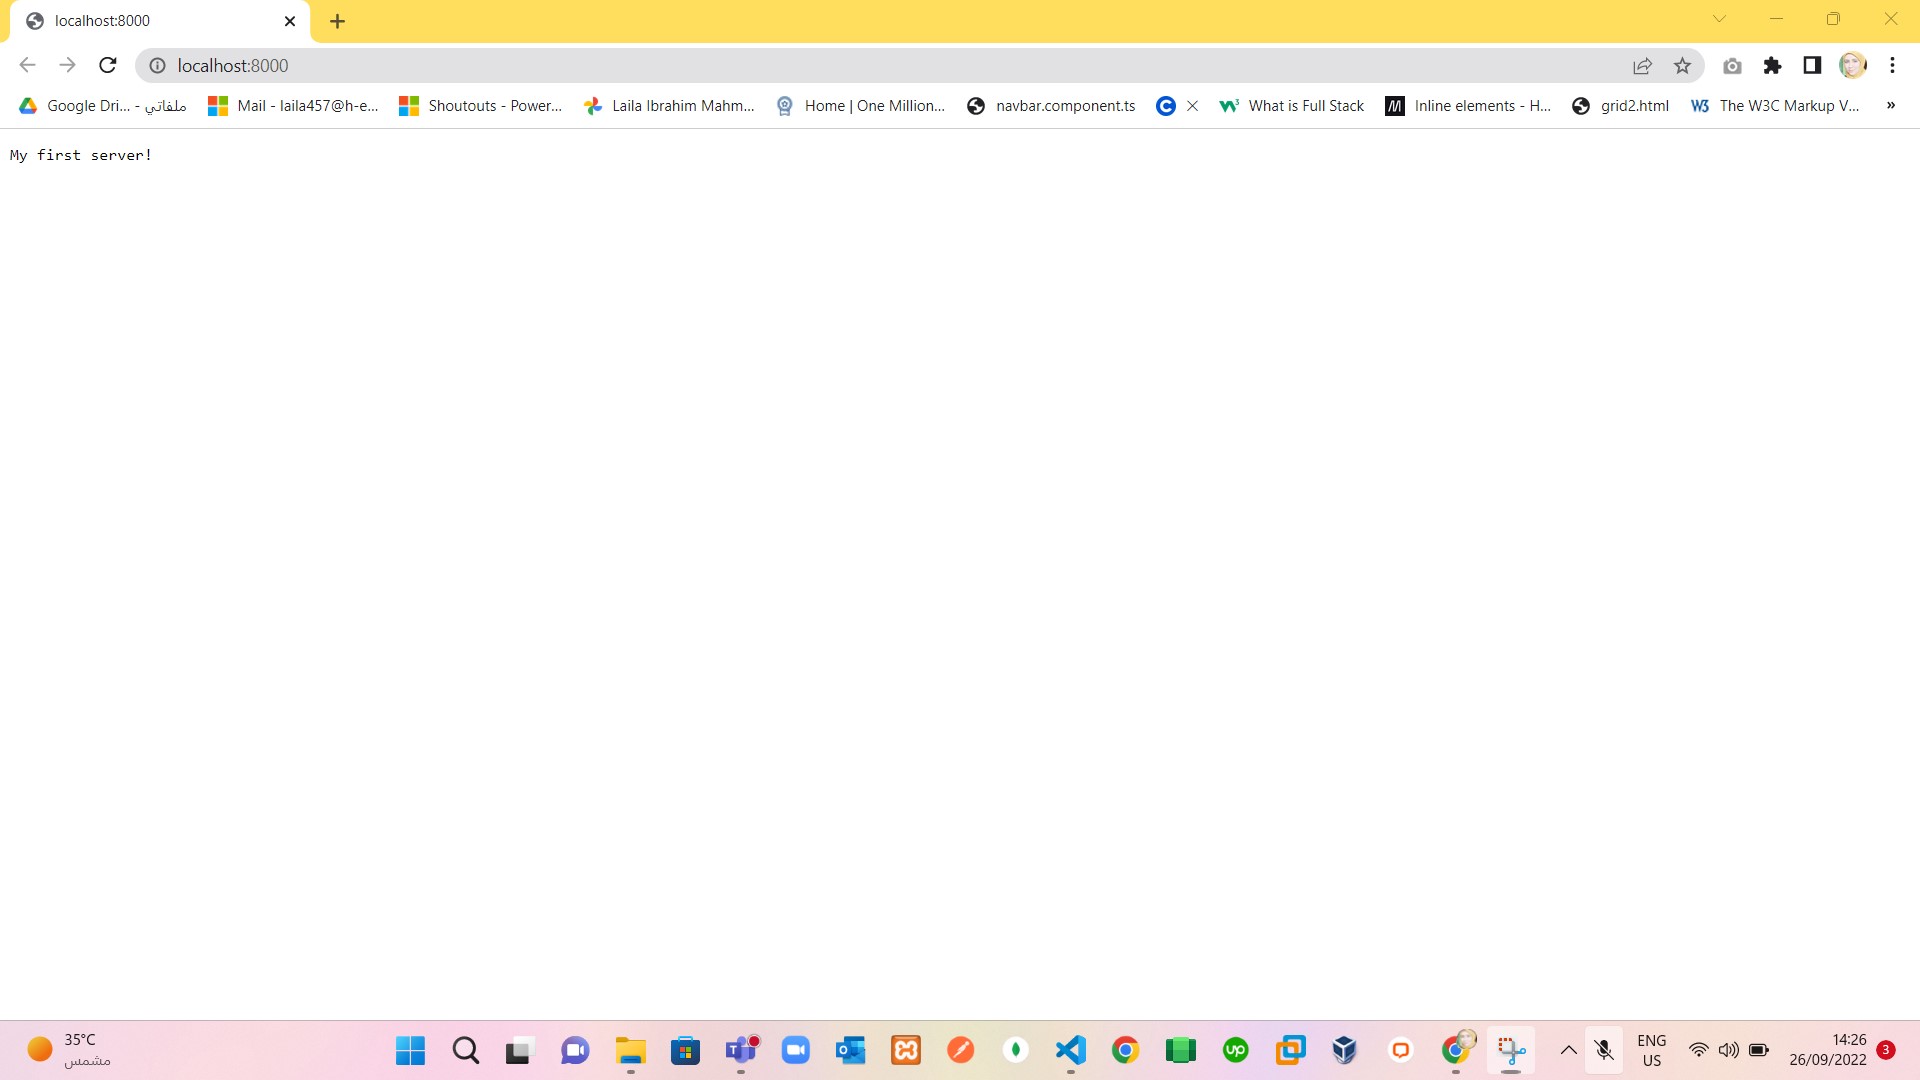 localhost:8000
localhost:8000
Google Dri... - ملفاتي
Mail - laila457@h-e...
Shoutouts - Power...
Laila Ibrahim Mahm...
Home | One Million...
navbar.component.ts
What is Full Stack
Inline elements - H...
grid2.html
The W3C Markup V...
»
My first server!
35°C
مشمس
ENG
US
14:26
26/09/2022
3